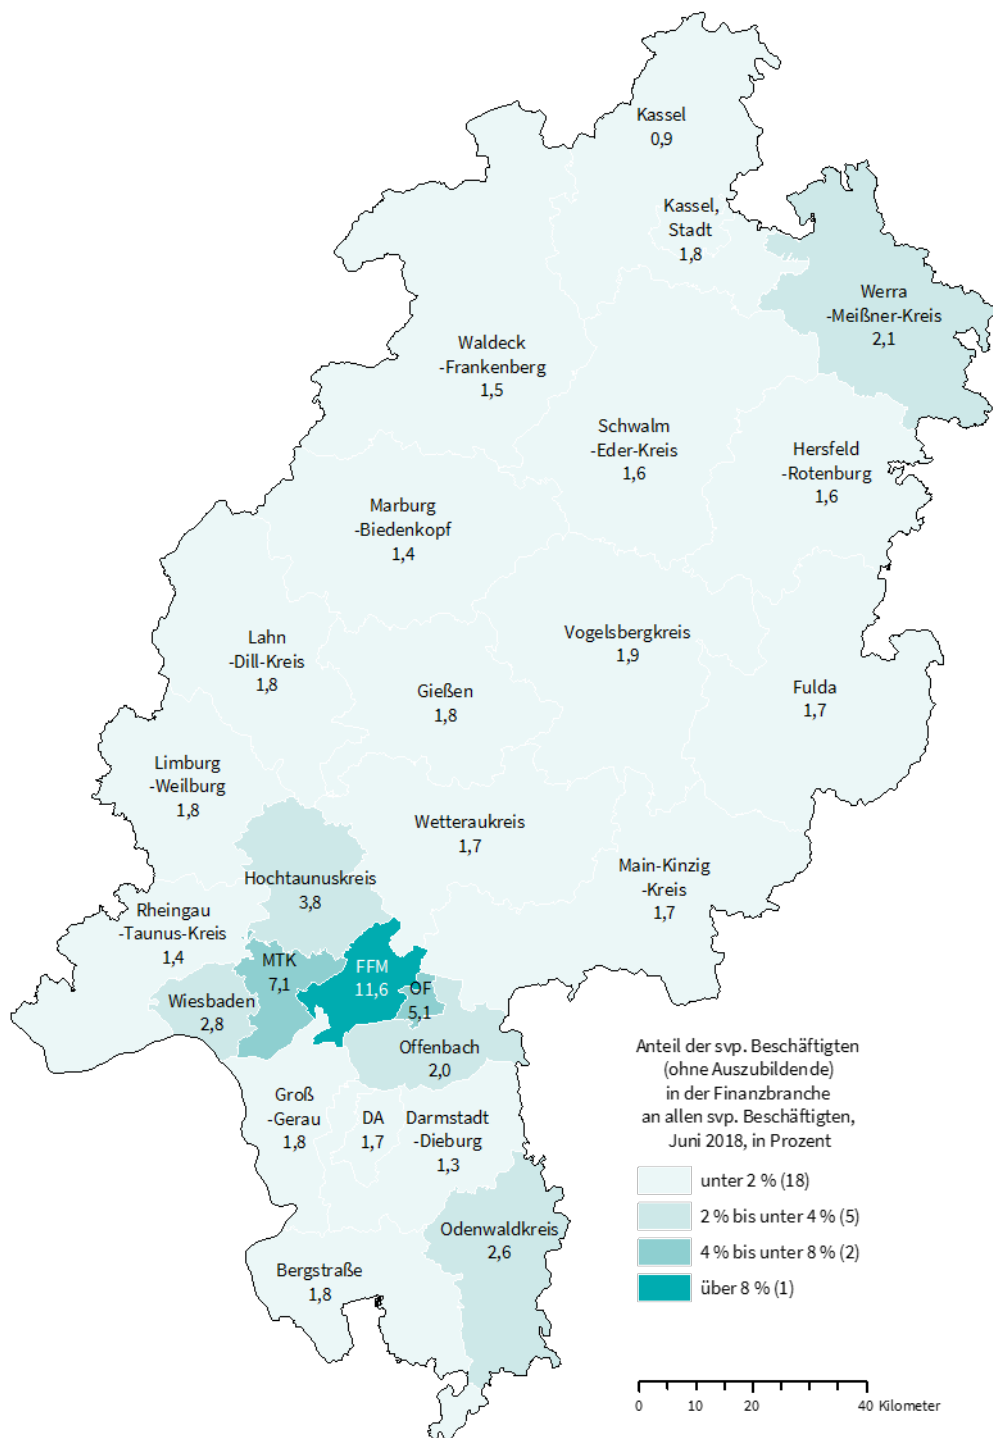 Kassel
0,9
Kassel,
Stadt
1,8
Werra
-Meißner-Kreis
2,1
Waldeck
-Frankenberg
1,5
Schwalm
-Eder-Kreis
1,6
Hersfeld
-Rotenburg
1,6
Marburg
-Biedenkopf
1,4
Lahn
-Dill-Kreis
1,8
Gießen
1,8
Vogelsbergkreis
1,9
Fulda
1,7
Limburg
-Weilburg
1,8
Wetteraukreis
1,7
Main-Kinzig
-Kreis
1,7
Hochtaunuskreis
3,8
Rheingau
-Taunus-Kreis
1,4
MTK
7,1
FFM
11,6
OF
5,1
Wiesbaden
2,8
Offenbach
2,0
Groß
-Gerau
1,8
DA
1,7
Darmstadt
-Dieburg
1,3
Odenwaldkreis
2,6
Bergstraße
1,8
Anteil der svp. Beschäftigten
(ohne Auszubildende)
in der Finanzbranche
an allen svp. Beschäftigten,
Juni 2018, in Prozent
unter 2 % (18)
2 % bis unter 4 % (5)
4 % bis unter 8 % (2)
über 8 % (1)
0 10 20 40 Kilometer